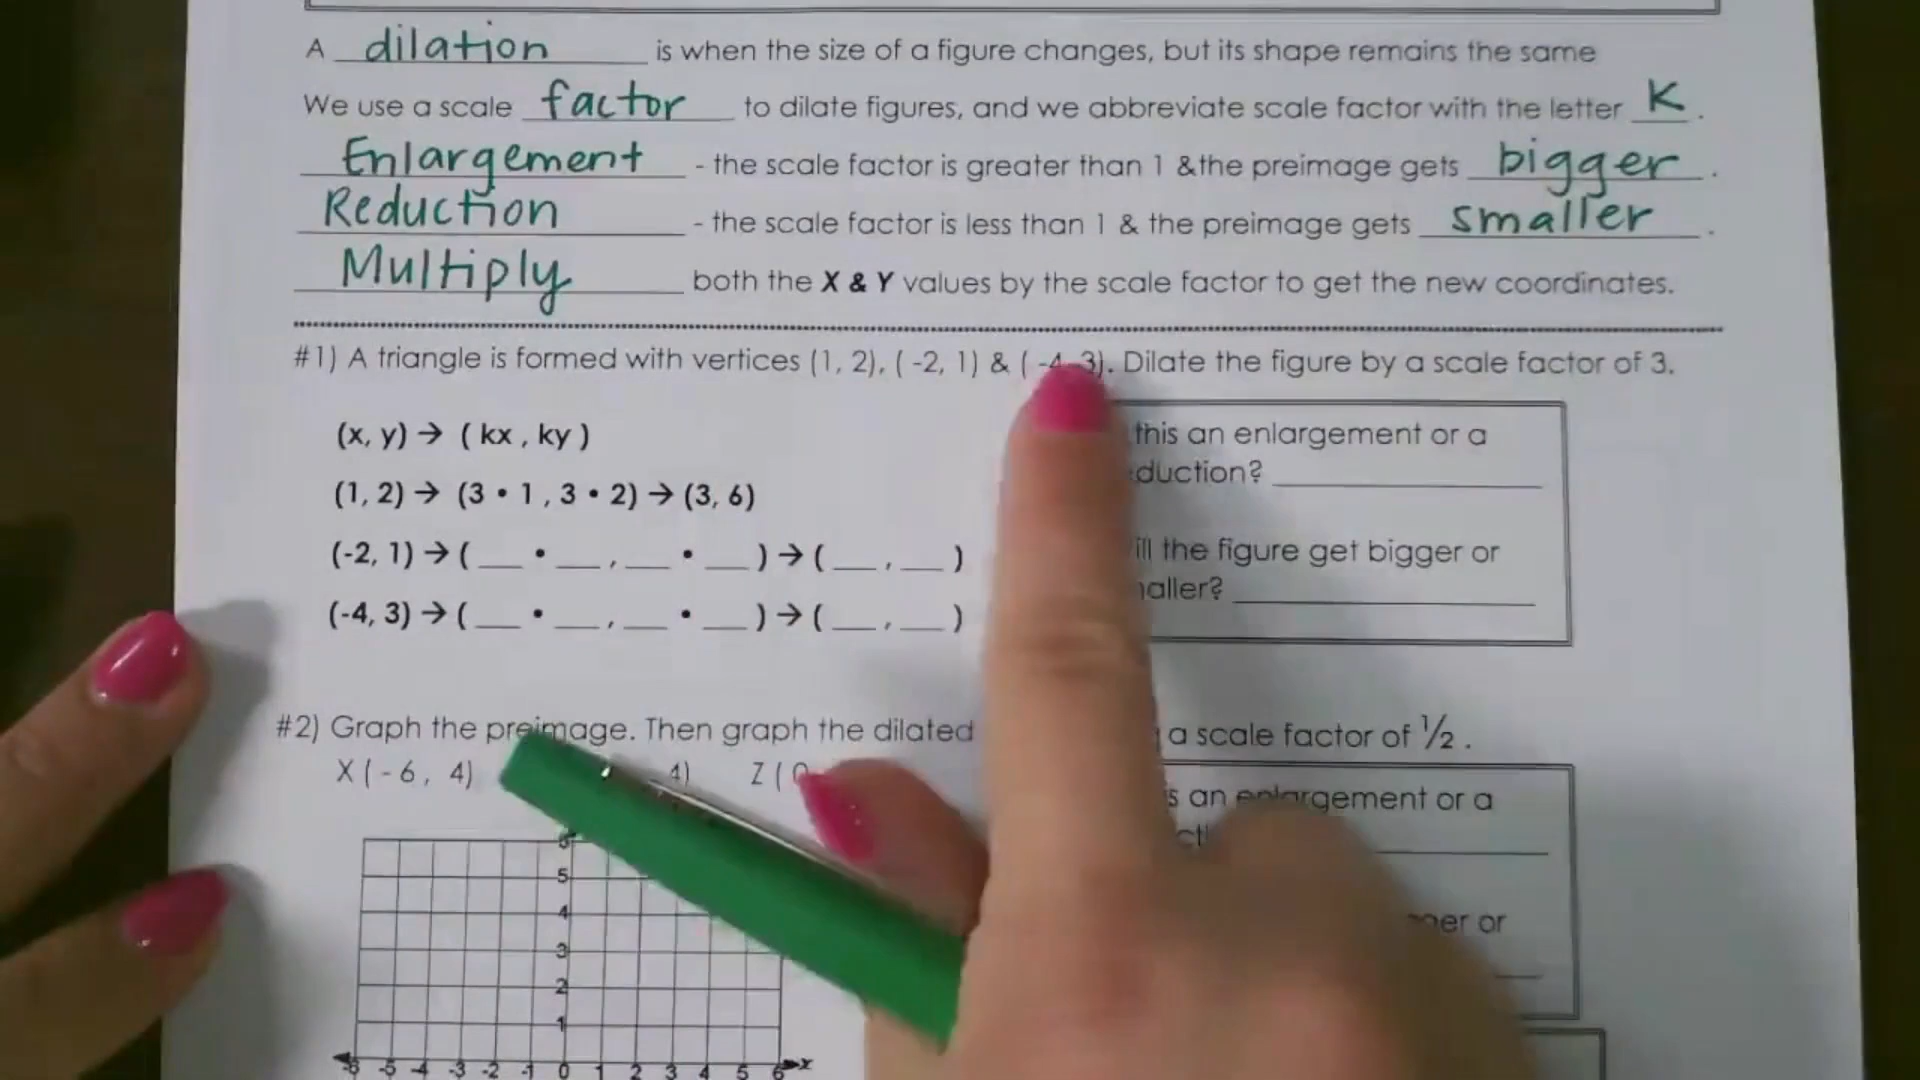 A dilation is when the size of a figure changes, but its shape remains the same
We use a scale factor to dilate figures, and we abbreviate scale factor with the letter K.
Enlargement - the scale factor is greater than 1 &the preimage gets bigger.
Reduction - the scale factor is less than 1 & the preimage gets smaller.
Multiply both the X & Y values by the scale factor to get the new coordinates.
#1) A triangle is formed with vertices (1, 2), ( -2, 1) & ( -4, 3). Dilate the figure by a scale factor of 3.
(x, y) → ( kx , ky )
this an enlargement or a
duction?
(1, 2) → (3 • 1 , 3 • 2) → (3, 6)
(-2, 1) → ( __ • __ , __ • __ ) → ( __ , __ )
ill the figure get bigger or
aller?
(-4, 3) → ( __ • __ , __ • __ ) → ( __ , __ )
#2) Graph the preimage. Then graph the dilated a scale factor of ½ .
X ( - 6 , 4) 4) Z (
s an enlargement or a
er or
6
5
4
3
2
1
-6 -5 -4 -3 -2 -1 0 1 2 3 4 5 6 x